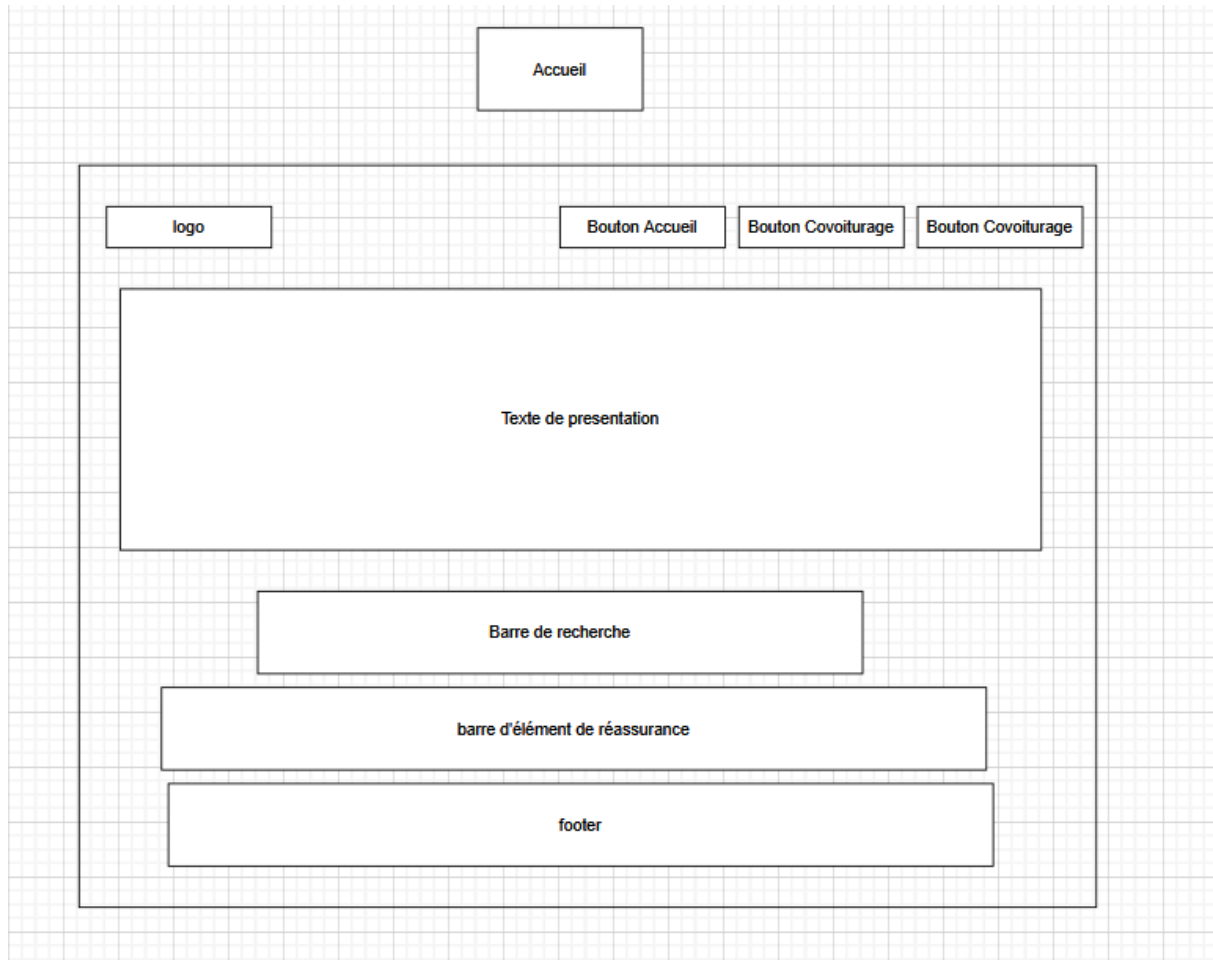 Accueil
logo
Bouton Accueil
Bouton Covoiturage
Bouton Covoiturage
Texte de presentation
Barre de recherche
barre d'élément de réassurance
footer